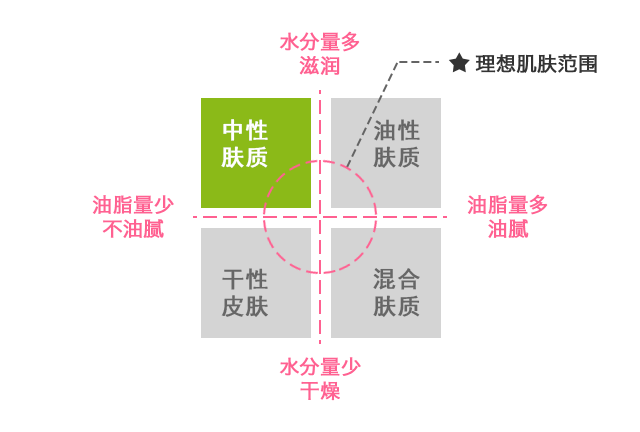 水分量多
滋润
★ 理想肌肤范围
中性
肤质
油性
肤质
油脂量少
不油腻
油脂量多
油腻
干性
皮肤
混合
肤质
水分量少
干燥